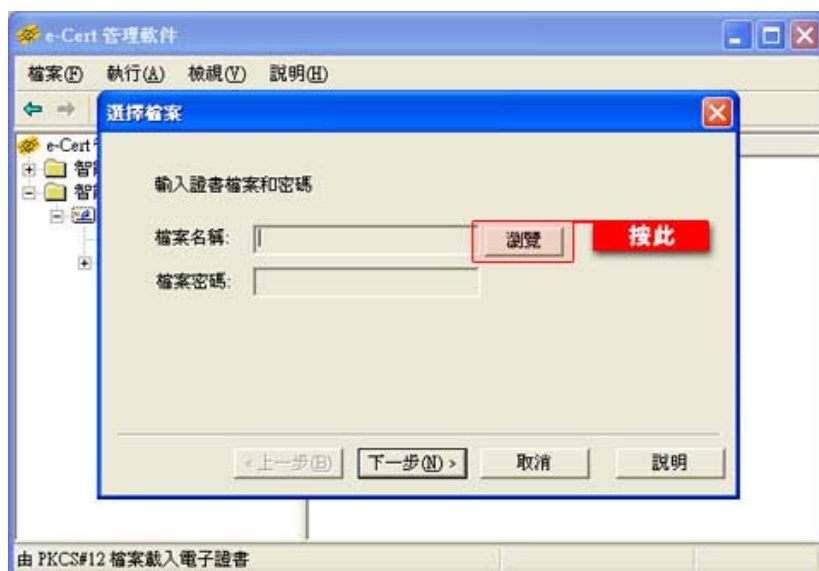 e-Cert 管理軟件
檔案(F) 執行(A) 檢視(V) 說明(H)
選擇檔案
e-Cert
智
智
輸入證書檔案和密碼
檔案名稱: 瀏覽 按此
檔案密碼:
<上一步(B) 下一步(N)> 取消 說明
由 PKCS#12 檔案載入電子證書